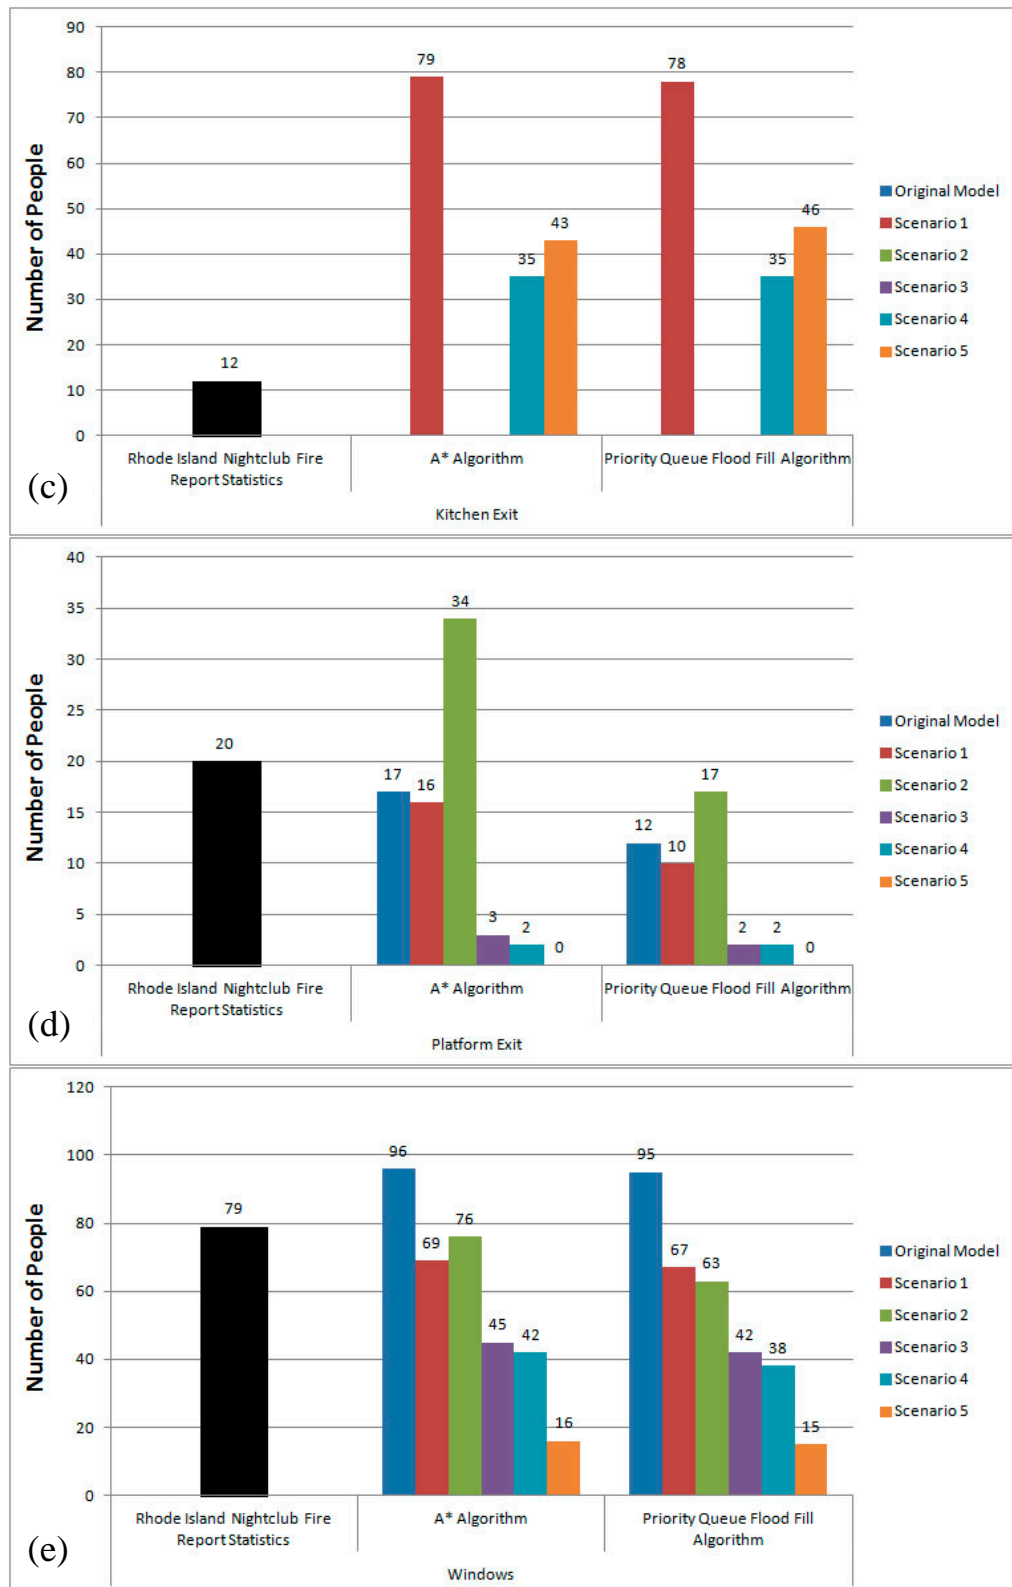 90
80
70
60
50
40
30
20
10
0
Number of People
12
79
35
43
78
35
46
Rhode Island Nightclub Fire
Report Statistics
A* Algorithm
Priority Queue Flood Fill Algorithm
Kitchen Exit
Original Model
Scenario 1
Scenario 2
Scenario 3
Scenario 4
Scenario 5
(c)
40
35
30
25
20
15
10
5
0
Number of People
20
17
16
34
3
2
0
12
10
17
2
2
0
Rhode Island Nightclub Fire
Report Statistics
A* Algorithm
Priority Queue Flood Fill Algorithm
Platform Exit
Original Model
Scenario 1
Scenario 2
Scenario 3
Scenario 4
Scenario 5
(d)
120
100
80
60
40
20
0
Number of People
79
96
69
76
45
42
16
95
67
63
42
38
15
Rhode Island Nightclub Fire
Report Statistics
A* Algorithm
Priority Queue Flood Fill
Algorithm
Windows
Original Model
Scenario 1
Scenario 2
Scenario 3
Scenario 4
Scenario 5
(e)